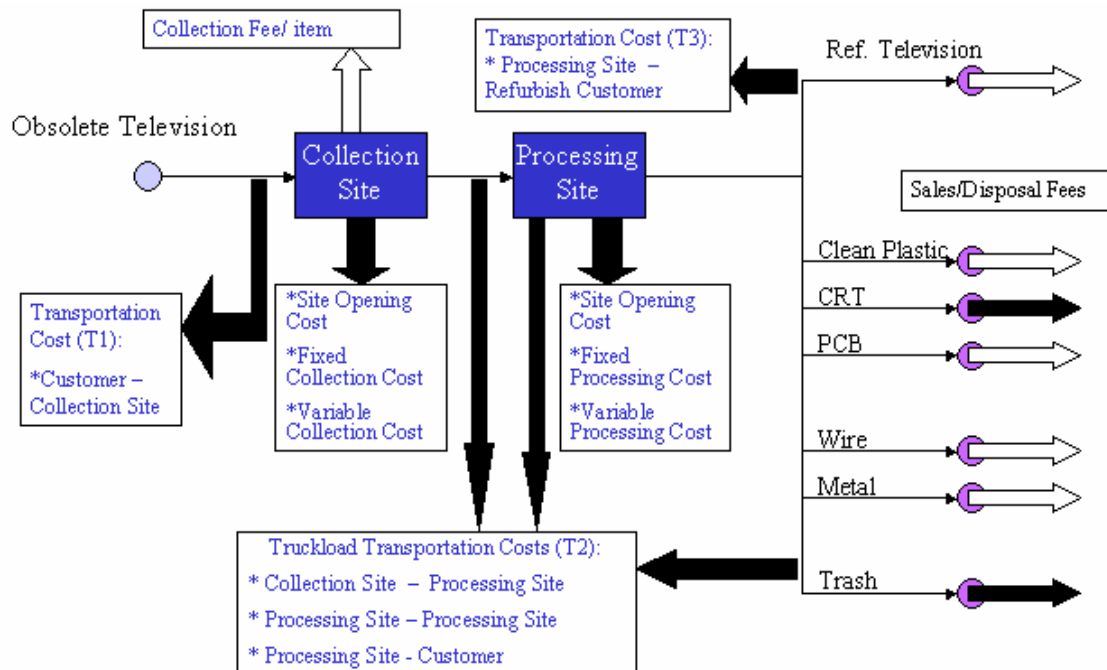 Collection Fee/ item
Transportation Cost (T3):
* Processing Site –
Refurbish Customer
Ref. Television
Obsolete Television
Collection
Site
Processing
Site
Sales/Disposal Fees
Clean Plastic
CRT
PCB
Wire
Metal
Trash
Transportation
Cost (T1):
*Customer –
Collection Site
*Site Opening
Cost
*Fixed
Collection Cost
*Variable
Collection Cost
*Site Opening
Cost
*Fixed
Processing Cost
*Variable
Processing Cost
Truckload Transportation Costs (T2):
* Collection Site – Processing Site
* Processing Site – Processing Site
* Processing Site - Customer